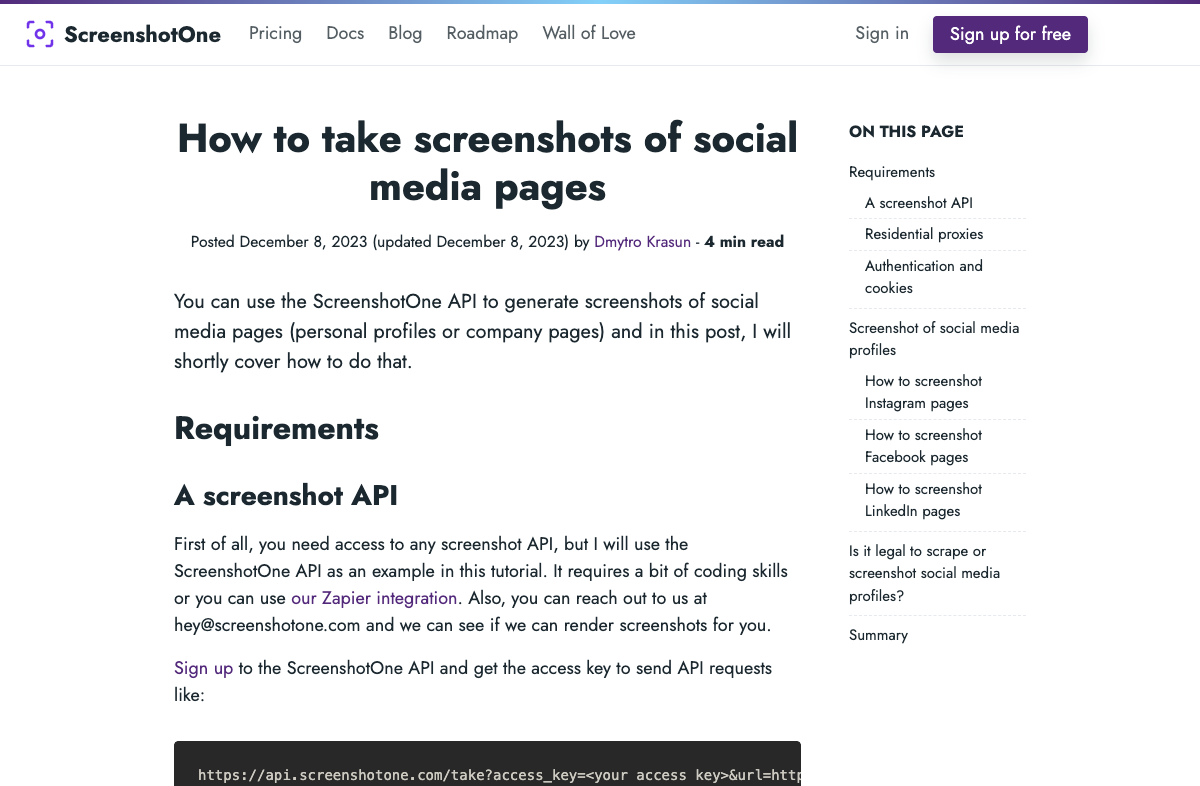 ScreenshotOne Pricing Docs Blog Roadmap Wall of Love Sign in Sign up for free
How to take screenshots of social
media pages
Posted December 8, 2023 (updated December 8, 2023) by Dmytro Krasun - 4 min read
You can use the ScreenshotOne API to generate screenshots of social
media pages (personal profiles or company pages) and in this post, I will
shortly cover how to do that.
Requirements
A screenshot API
First of all, you need access to any screenshot API, but I will use the
ScreenshotOne API as an example in this tutorial. It requires a bit of coding skills
or you can use our Zapier integration. Also, you can reach out to us at
hey@screenshotone.com and we can see if we can render screenshots for you.
Sign up to the ScreenshotOne API and get the access key to send API requests
like:
https://api.screenshotone.com/take?access_key=<your access key>&url=http
ON THIS PAGE
Requirements
A screenshot API
Residential proxies
Authentication and
cookies
Screenshot of social media
profiles
How to screenshot
Instagram pages
How to screenshot
Facebook pages
How to screenshot
LinkedIn pages
Is it legal to scrape or
screenshot social media
profiles?
Summary